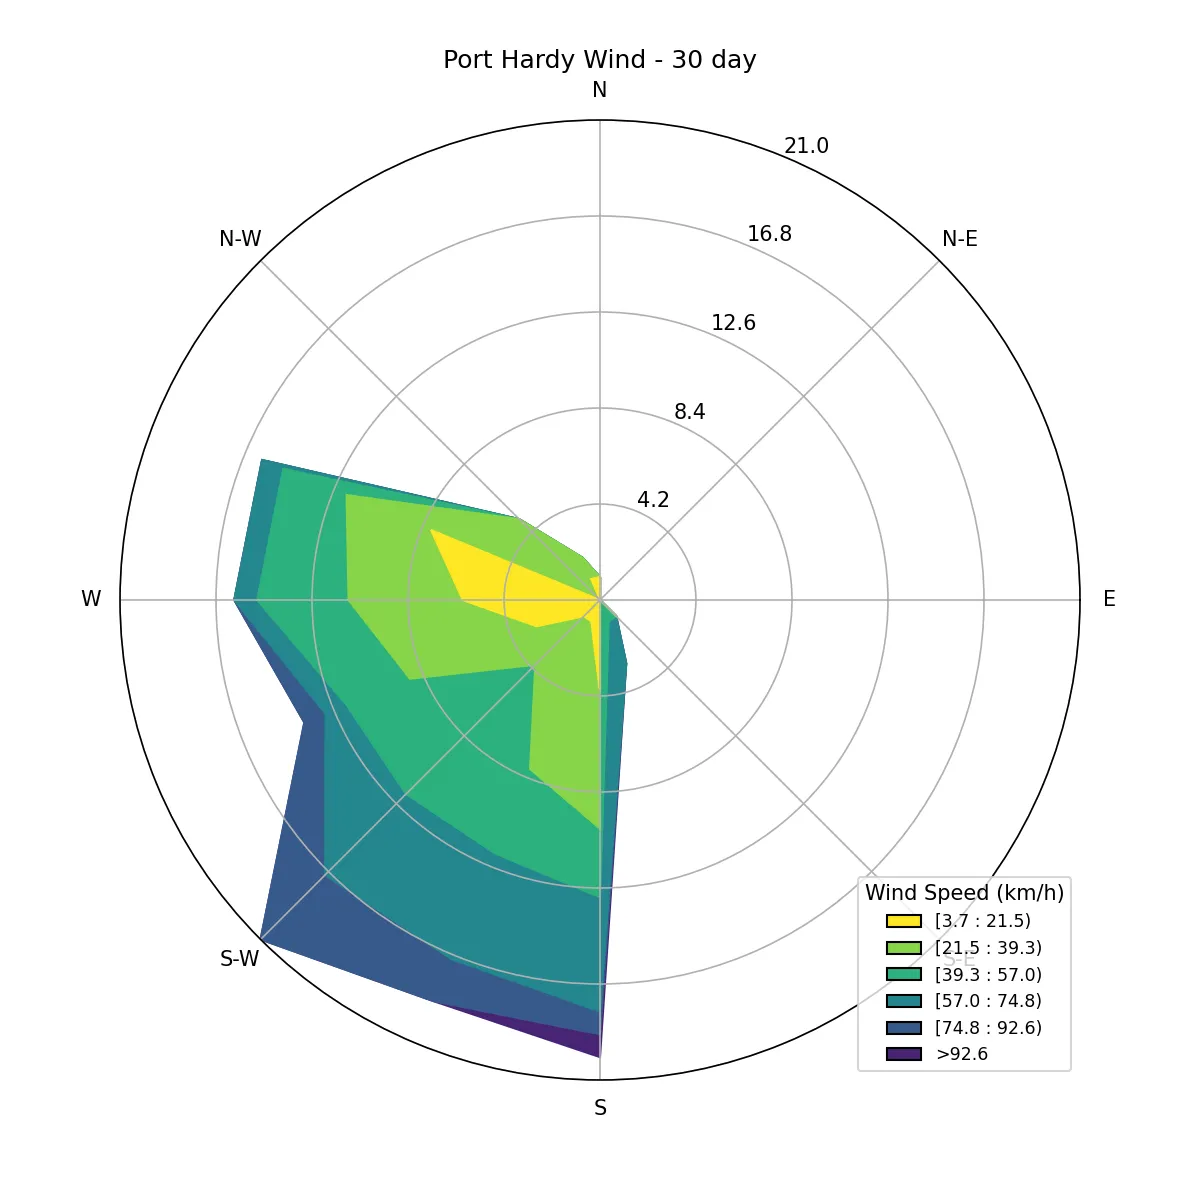 Port Hardy Wind - 30 day
N
21.0
16.8
N-W
N-E
12.6
8.4
4.2
W
E
Wind Speed (km/h)
[3.7 : 21.5)
[21.5 : 39.3)
S-W
S-E
[39.3 : 57.0)
[57.0 : 74.8)
[74.8 : 92.6)
>92.6
S